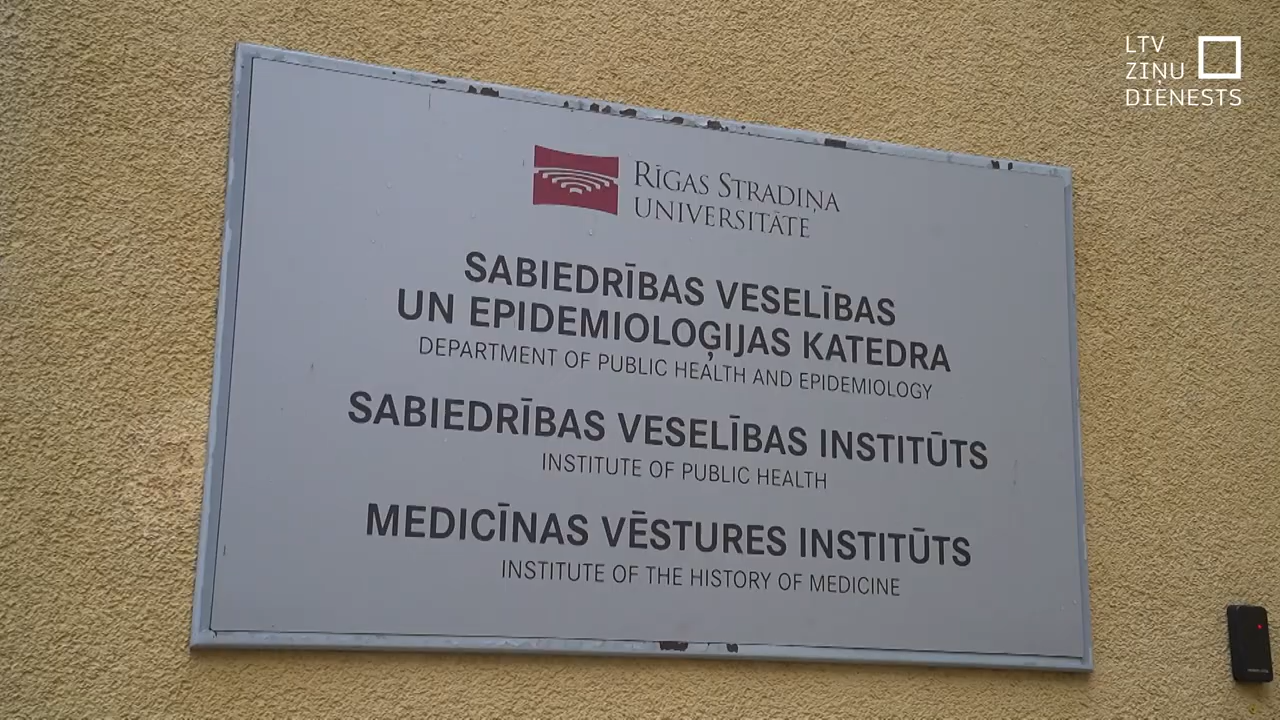 LTV
ZIŅU
DIENESTS
RĪGAS STRADIŅA
UNIVERSITĀTE
SABIEDRĪBAS VESELĪBAS
UN EPIDEMIOLOĢIJAS KATEDRA
DEPARTMENT OF PUBLIC HEALTH AND EPIDEMIOLOGY
SABIEDRĪBAS VESELĪBAS INSTITŪTS
INSTITUTE OF PUBLIC HEALTH
MEDICĪNAS VĒSTURES INSTITŪTS
INSTITUTE OF THE HISTORY OF MEDICINE